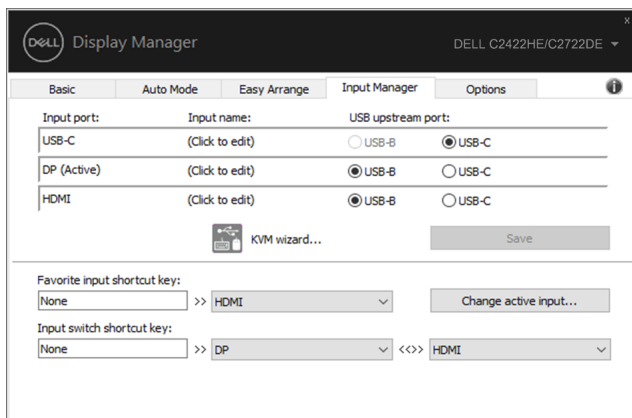 DELL Display Manager DELL C2422HE/C2722DE x
Basic Auto Mode Easy Arrange Input Manager Options i
Input port: Input name: USB upstream port:
USB-C (Click to edit) USB-B USB-C
DP (Active) (Click to edit) USB-B USB-C
HDMI (Click to edit) USB-B USB-C
KVM wizard... Save
Favorite input shortcut key:
None >> HDMI Change active input...
Input switch shortcut key:
None >> DP <<>> HDMI